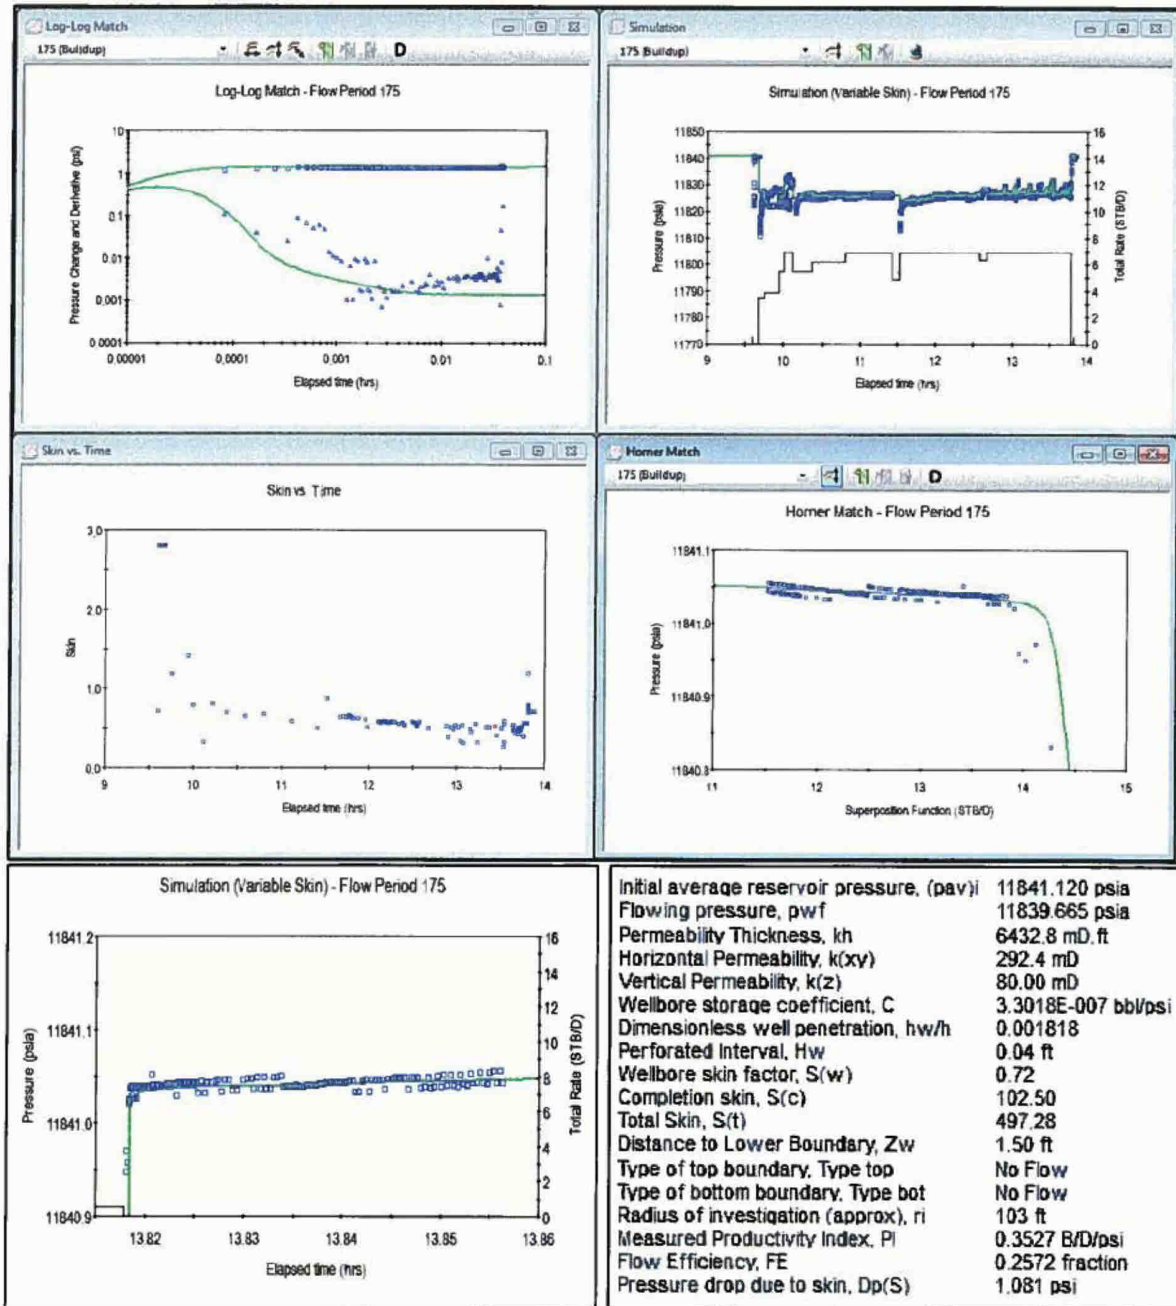 Log-Log Match
175 (Buildup)
D
Log-Log Match - Flow Period 175
Pressure Change and Derivative (psi)
10
1
0.1
0.01
0.001
0.0001
0.00001
0.0001
0.001
0.01
0.1
Elapsed time (hrs)
Simulation
175 (Buildup)
Simulation (Variable Skin) - Flow Period 175
Pressure (psia)
11850
11840
11830
11820
11810
11800
11790
11780
11770
16
14
12
10
8
6
4
2
0
Total Rate (STB/D)
9
10
11
12
13
14
Elapsed time (hrs)
Skin vs. Time
Skin vs. Time
Skin
3.0
2.0
1.0
0.0
9
10
11
12
13
14
Elapsed time (hrs)
Horner Match
175 (Buildup)
D
Horner Match - Flow Period 175
Pressure (psia)
11841.1
11841.0
11840.9
11840.8
11
12
13
14
15
Superposition Function (STB/D)
Simulation (Variable Skin) - Flow Period 175
Pressure (psia)
11841.2
11841.1
11841.0
11840.9
16
14
12
10
8
6
4
2
0
Total Rate (STB/D)
13.82
13.83
13.84
13.85
13.86
Elapsed time (hrs)
Initial average reservoir pressure, (pav)i 11841.120 psia
Flowing pressure, pwf 11839.665 psia
Permeability Thickness, kh 6432.8 mD.ft
Horizontal Permeability, k(xy) 292.4 mD
Vertical Permeability, k(z) 80.00 mD
Wellbore storage coefficient, C 3.3018E-007 bbl/psi
Dimensionless well penetration, hw/h 0.001818
Perforated Interval, Hw 0.04 ft
Wellbore skin factor, S(w) 0.72
Completion skin, S(c) 102.50
Total Skin, S(t) 497.28
Distance to Lower Boundary, Zw 1.50 ft
Type of top boundary, Type top No Flow
Type of bottom boundary, Type bot No Flow
Radius of investigation (approx), ri 103 ft
Measured Productivity Index, PI 0.3527 B/D/psi
Flow Efficiency, FE 0.2572 fraction
Pressure drop due to skin, Dp(S) 1.081 psi